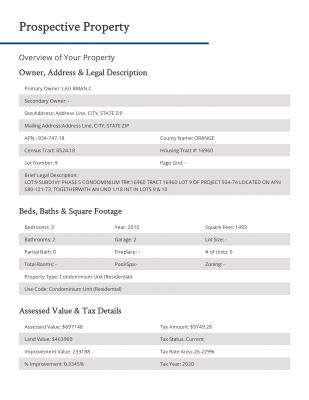 Prospective Property
Overview of Your Property
Owner, Address & Legal Description
Primary Owner: LAU BRIAN C
Secondary Owner: -
Site Address: Address Line, CITY, STATE ZIP
Mailing Address:Address Line, CITY, STATE ZIP
APN : 934-747-18 County Name: ORANGE
Census Tract: 0524.18 Housing Tract #: 16960
Lot Number: 9 Page Grid: -
Brief Legal Description:
LOT:9 SUBDIVY PHASE 5 CONDOMINIUM TR#:16960 TRACT 16960 LOT 9 OF PROJECT 934-74 LOCATED ON APN
580-121-73, TOGETHERWITH AN UND 1/18 INT IN LOTS 9 & 10
Beds, Baths & Square Footage
Bedrooms: 3 Year: 2010 Square Feet: 1493
Bathrooms: 2 Garage: 2 Lot Size: -
Partial Bath: 0 Fireplace: - # of Units: 0
Total Rooms: - Pool/Spa:- Zoning: -
Property Type: Condominium Unit (Residential)
Use Code: Condominium Unit (Residential)
Assessed Value & Tax Details
Assessed Value: $697148 Tax Amount: $9749.28
Land Value: $463960 Tax Status: Current
Improvement Value: 233188 Tax Rate Area: 26-229%
% Improvement: 0.3345% Tax Year: 2020